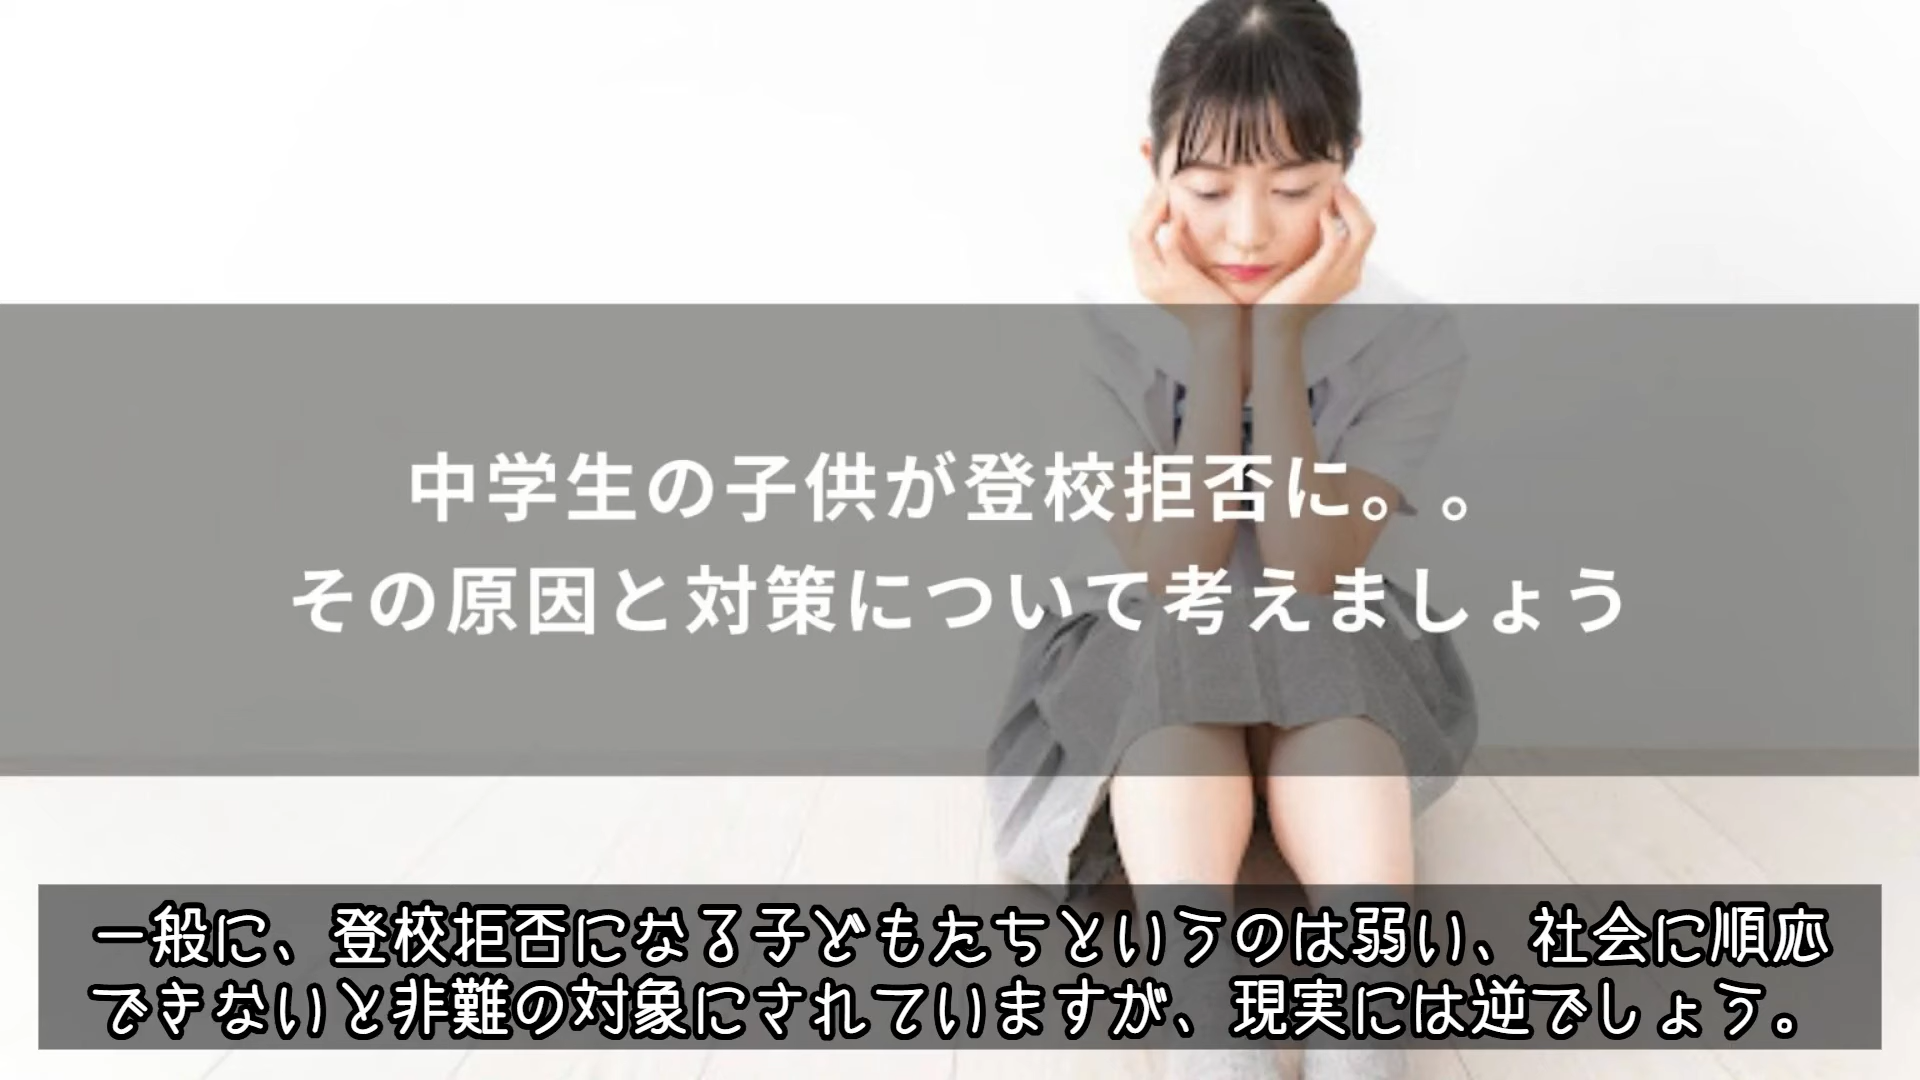 中学生の子供が登校拒否に。。
その原因と対策について考えましょう
一般に、登校拒否になる子どもたちというのは弱い、社会に順応
できないと非難の対象にされていますが、現実には逆でしょう。